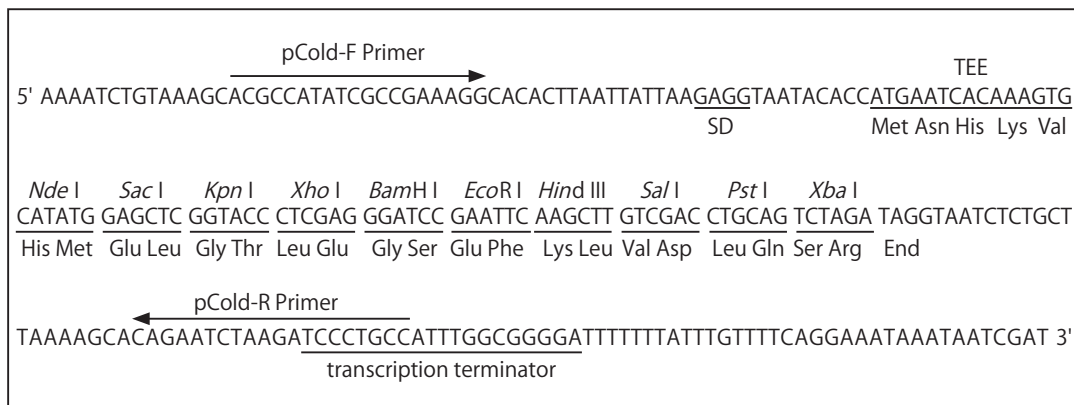 pCold-F Primer
TEE
5' AAAATCTGTAAAGCACGCCATATCGCCGAAAGGCACACTTAATTATTAAGAGGTAATACACCATGAATCACAAAGTG
SD Met Asn His Lys Val
Nde I Sac I Kpn I Xho I BamH I EcoR I Hind III Sal I Pst I Xba I
CATATG GAGCTC GGTACC CTCGAG GGATCC GAATTC AAGCTT GTCGAC CTGCAG TCTAGA TAGGTAATCTCTGCT
His Met Glu Leu Gly Thr Leu Glu Gly Ser Glu Phe Lys Leu Val Asp Leu Gln Ser Arg End
pCold-R Primer
TAAAAGCACAGAATCTAAGATCCCTGCCATTTGGCGGGGATTTTTTTATTTGTTTTCAGGAAATAAATAATCGAT 3'
transcription terminator